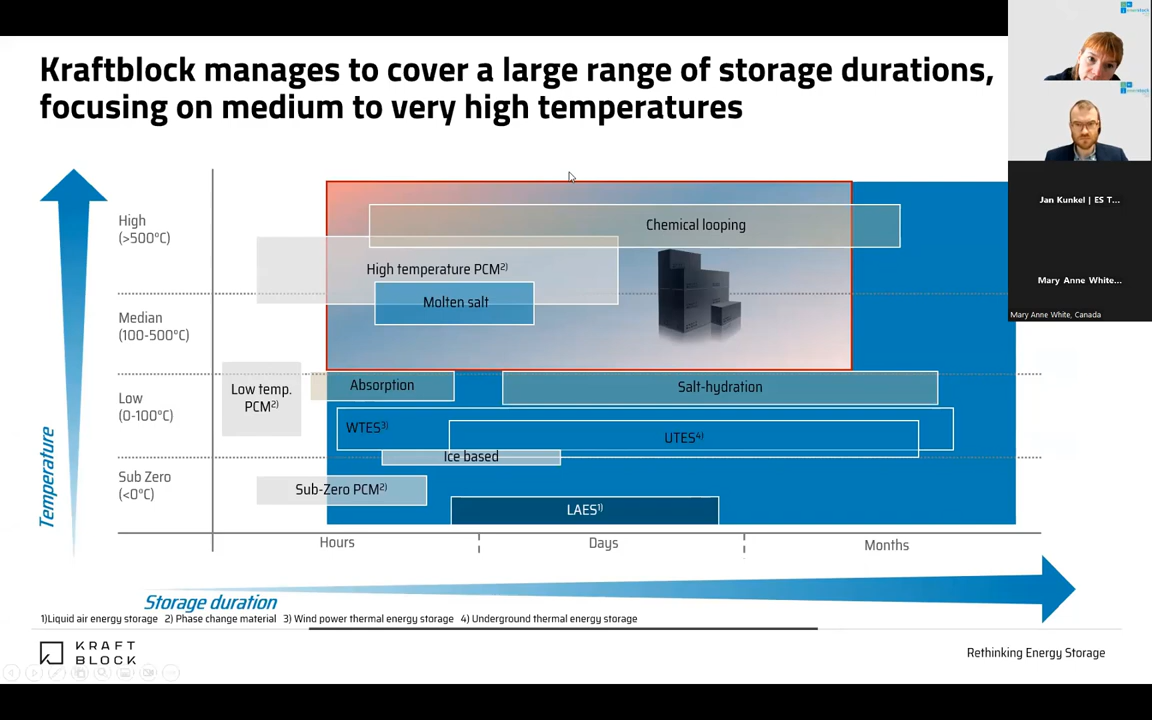 Kraftblock manages to cover a large range of storage durations,
focusing on medium to very high temperatures
Jan Kunkel | ES T...
Mary Anne White...
Mary Anne White, Canada
Temperature
High
(>500°C)
Median
(100-500°C)
Low
(0-100°C)
Sub Zero
(<0°C)
Chemical looping
High temperature PCM2)
Molten salt
Low temp.
PCM2)
Absorption
Salt-hydration
WTES3)
UTES4)
Ice based
Sub-Zero PCM2)
LAES1)
Hours
Days
Months
Storage duration
1)Liquid air energy storage 2) Phase change material 3) Wind power thermal energy storage 4) Underground thermal energy storage
KRAFT
BLOCK
Rethinking Energy Storage